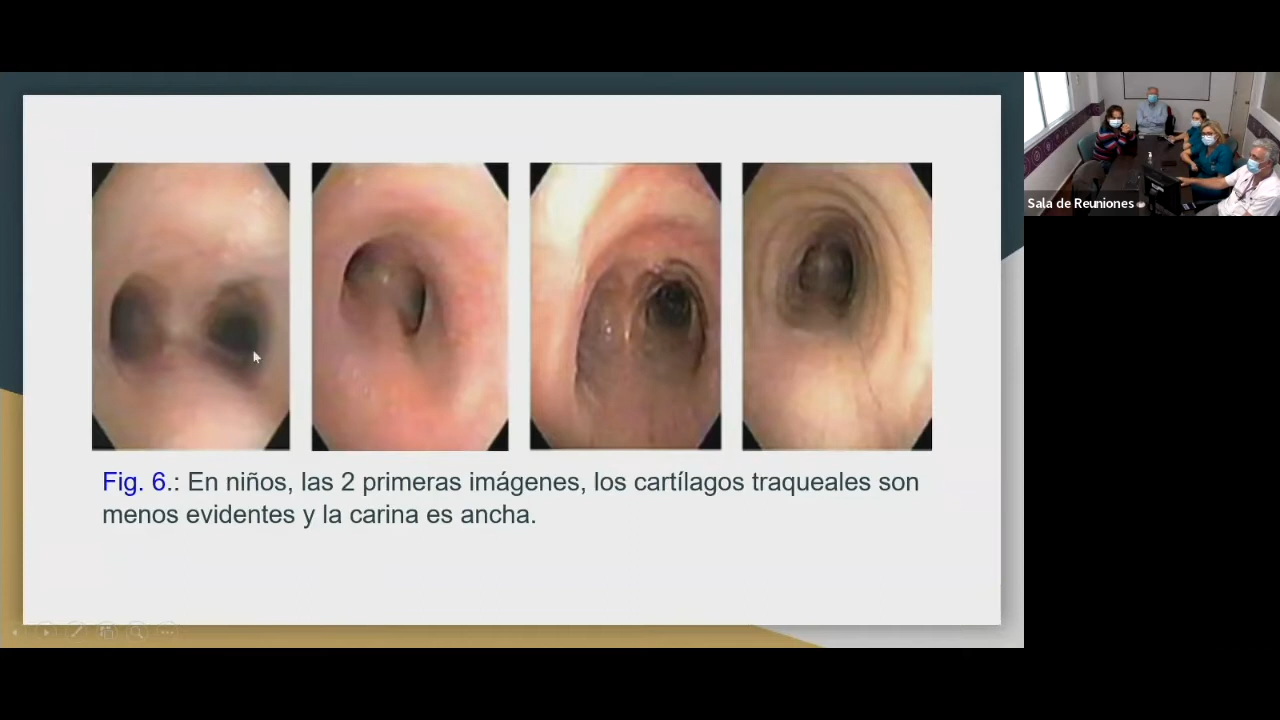 Sala de Reuniones
Fig. 6.: En niños, las 2 primeras imágenes, los cartílagos traqueales son
menos evidentes y la carina es ancha.